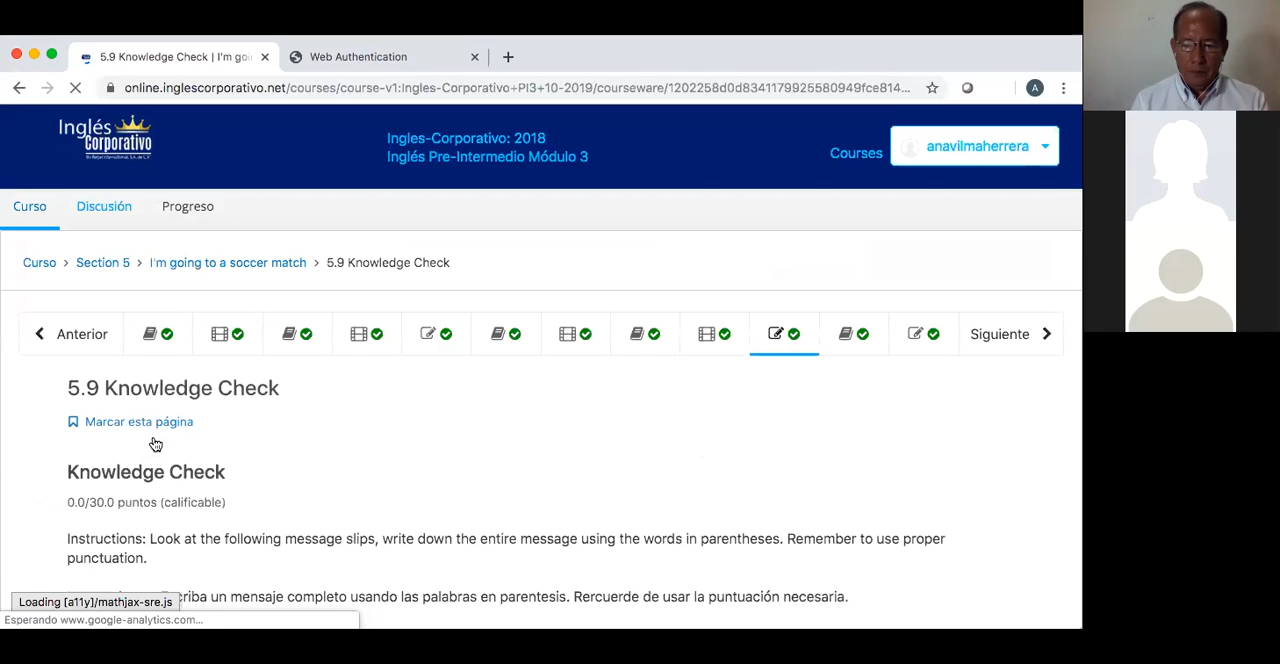 5.9 Knowledge Check | I'm goi
Web Authentication
online.inglescorporativo.net/courses/course-v1:Ingles-Corporativo+PI3+10-2019/courseware/1202258d0d8341179925580949fce814...
A
Inglés
Corporativo
Ingles-Corporativo: 2018
Inglés Pre-Intermedio Módulo 3
Courses
anavilmaherrera
Curso
Discusión
Progreso
Curso > Section 5 > I'm going to a soccer match > 5.9 Knowledge Check
Anterior
Siguiente
5.9 Knowledge Check
Marcar esta página
Knowledge Check
0.0/30.0 puntos (calificable)
Instructions: Look at the following message slips, write down the entire message using the words in parentheses. Remember to use proper
punctuation.
criba un mensaje completo usando las palabras en parentesis. Rercuerde de usar la puntuación necesaria.
Loading [a11y]/mathjax-sre.js
Esperando www.google-analytics.com...